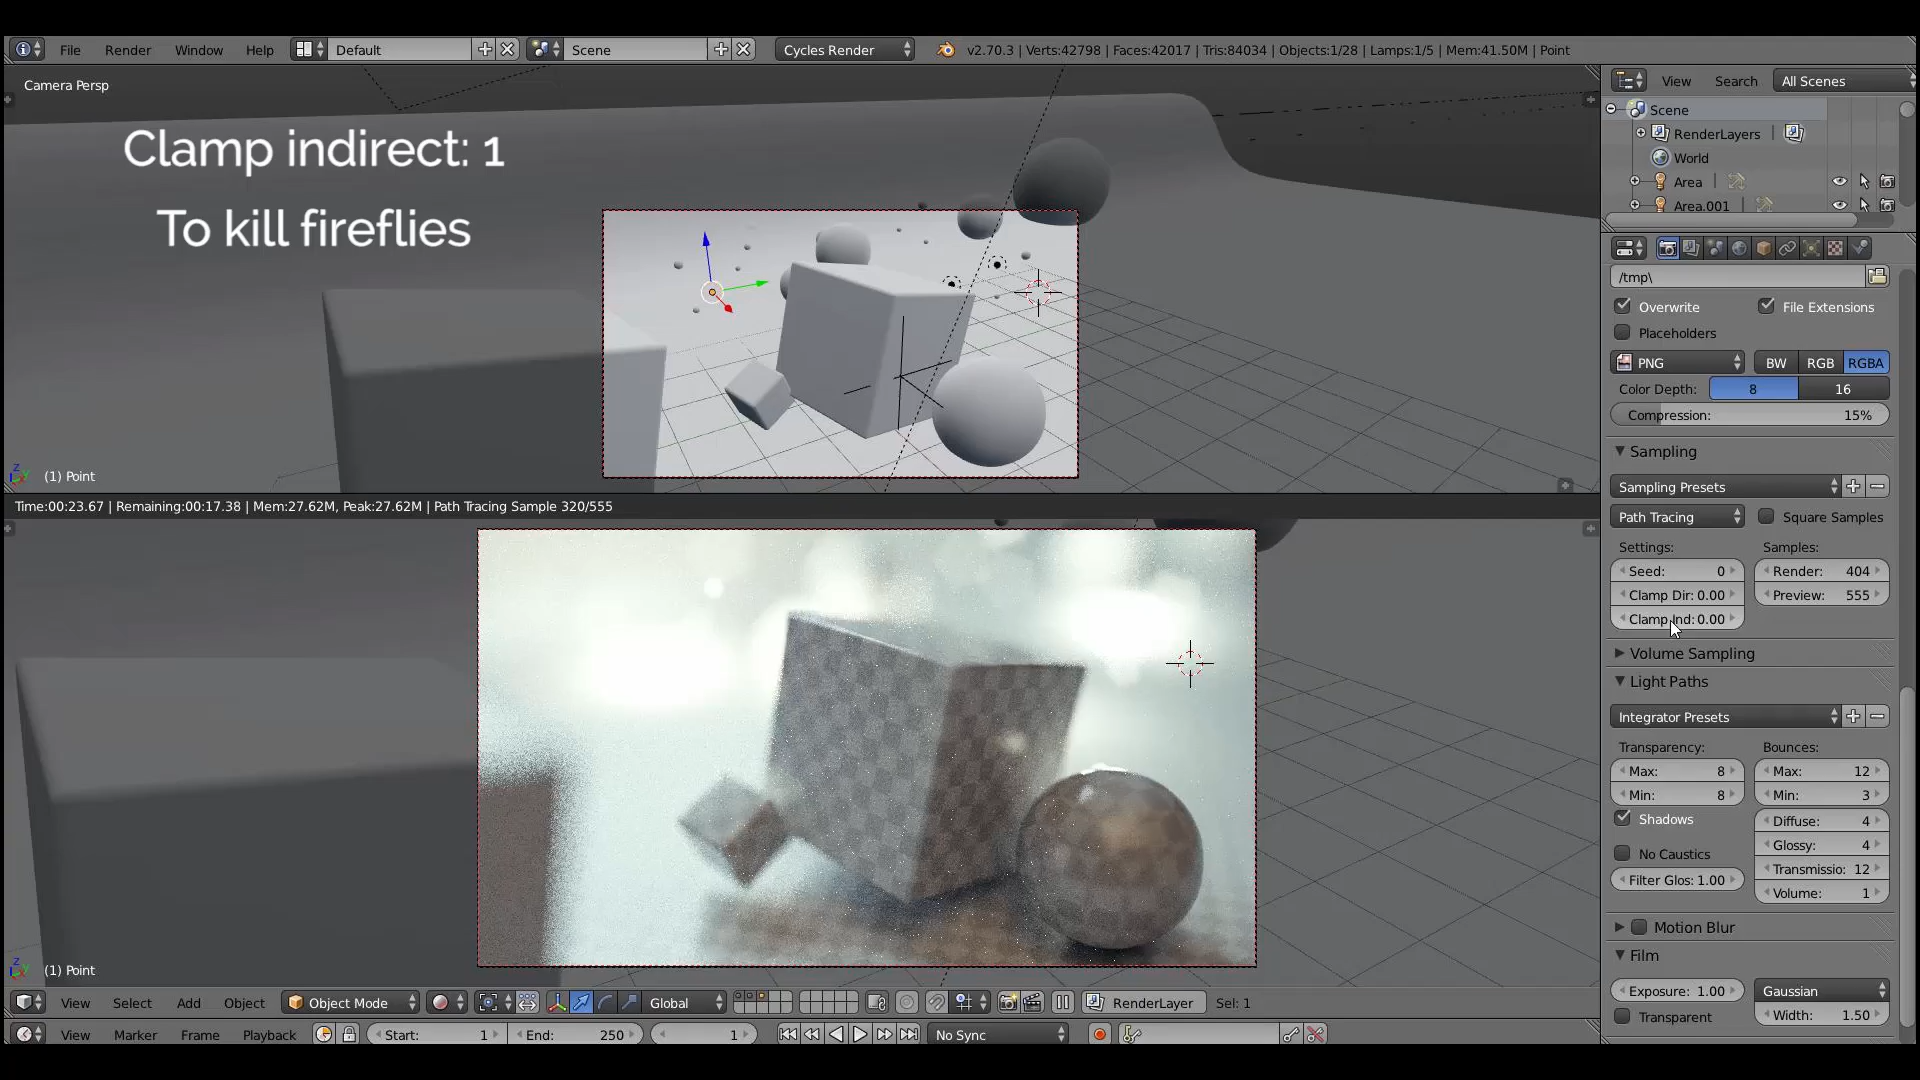 File Render Window Help Default Scene Cycles Render v2.70.3 | Verts:42798 | Faces:42017 | Tris:84034 | Objects:1/28 | Lamps:1/5 | Mem:41.50M | Point
Camera Persp
Clamp indirect: 1
To kill fireflies
(1) Point
Time:00:23.67 | Remaining:00:17.38 | Mem:27.62M, Peak:27.62M | Path Tracing Sample 320/555
(1) Point
View Select Add Object Object Mode Global RenderLayer Sel: 1
View Marker Frame Playback Start: 1 End: 250 1 No Sync
View Search All Scenes
Scene
RenderLayers |
World
Area |
Area.001 |
/tmp\
Overwrite File Extensions
Placeholders
PNG BW RGB RGBA
Color Depth: 8 16
Compression: 15%
Sampling
Sampling Presets
Path Tracing Square Samples
Settings: Samples:
Seed: 0 Render: 404
Clamp Dir: 0.00 Preview: 555
Clamp Ind: 0.00
Volume Sampling
Light Paths
Integrator Presets
Transparency: Bounces:
Max: 8 Max: 12
Min: 8 Min: 3
Shadows Diffuse: 4
Glossy: 4
No Caustics Transmissio: 12
Filter Glos: 1.00 Volume: 1
Motion Blur
Film
Exposure: 1.00 Gaussian
Transparent Width: 1.50